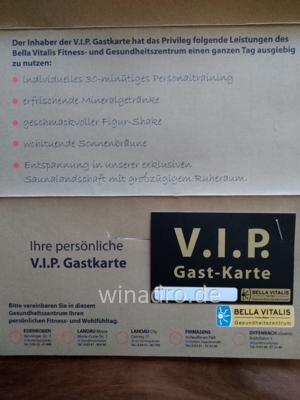 Der Inhaber der V.I.P. Gastkarte hat das Privileg folgende Leistungen des
Bella Vitalis Fitness- und Gesundheitszentrum einen ganzen Tag ausgiebig
zu nutzen:
individuelles 30-minütiges Personaltraining
erfrischende Mineralgetränke
geschmackvoller Figur-Shake
wohltuende Sonnenbräune
Entspannung in unserer exklusiven
Saunalandschaft mit großzügigem Ruheraum.
Ihre persönliche
V.I.P. Gastkarte
V.I.P.
Gast-Karte
winadro.de
BELLA VITALIS
BELLA VITALIS
Gesundheitszentrum
Bitte vereinbaren Sie in diesem
Gesundheitszentrum Ihren
persönlichen Fitness- und Wohlfühltag.
EDENKOBEN
LANDAU
LANDAU City
PIRMASENS
OFFENBACH